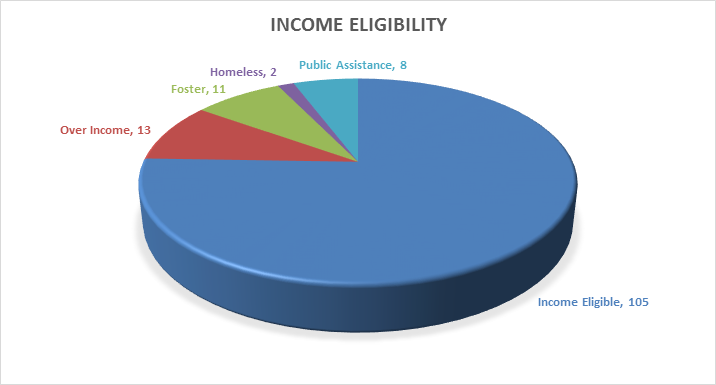 INCOME ELIGIBILITY
Public Assistance, 8
Homeless, 2
Foster, 11
Over Income, 13
Income Eligible, 105